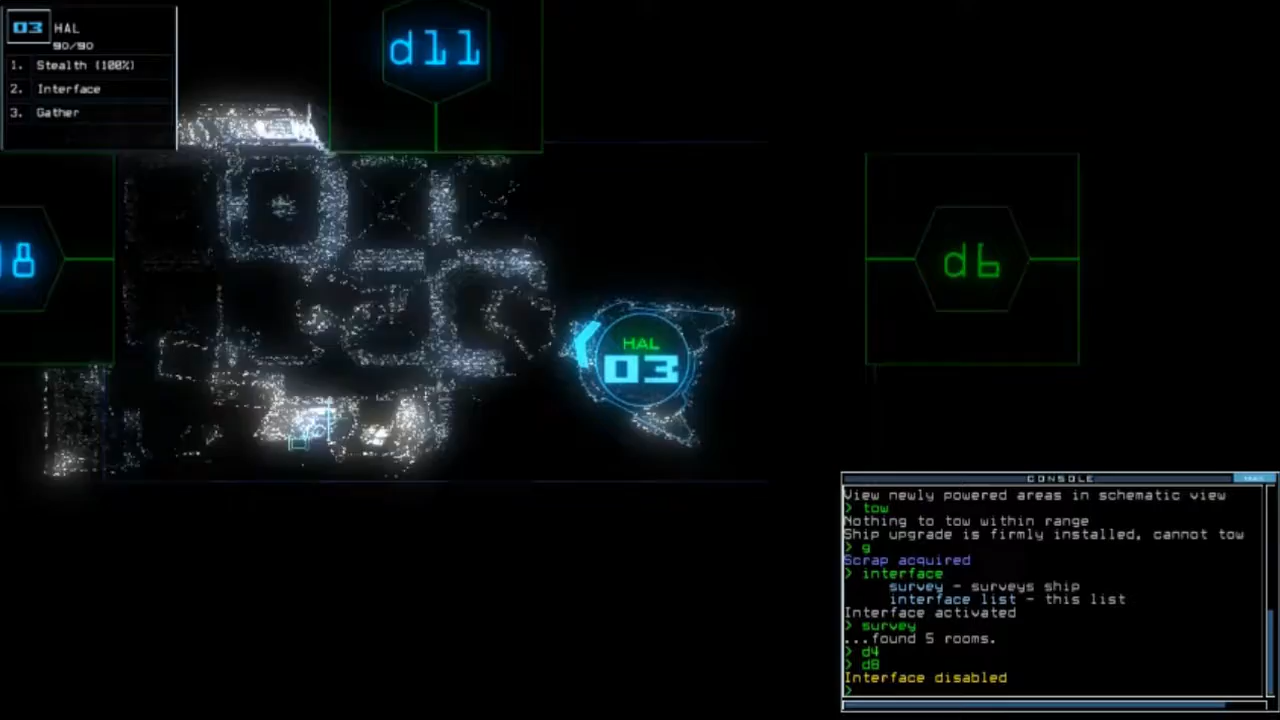 03 HAL
90/90
1. Stealth (100%)
2. Interface
3. Gather
d11
8
d6
HAL
03
CONSOLE
View newly powered areas in schematic view
> tow
Nothing to tow within range
Ship upgrade is firmly installed, cannot tow
> g
Scrap acquired
> interface
survey - surveys ship
interface list - this list
Interface activated
> survey
...found 5 rooms.
> d4
> d8
Interface disabled
>